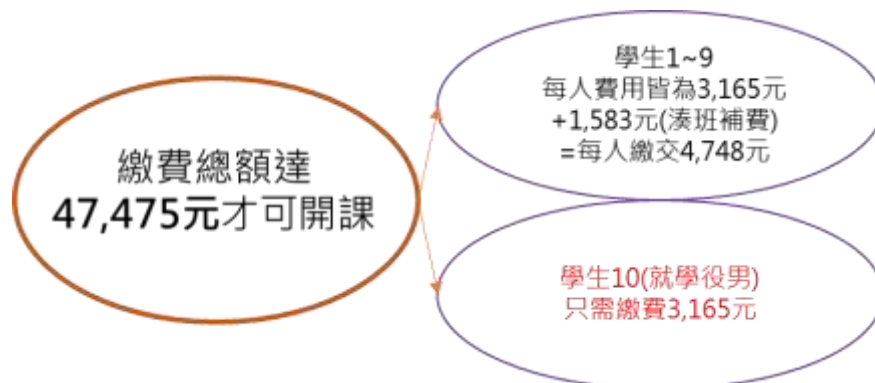 繳費總額達
47,475元才可開課
學生1~9
每人費用皆為3,165元
+1,583元(湊班補費)
=每人繳交4,748元
學生10(就學役男)
只需繳費3,165元